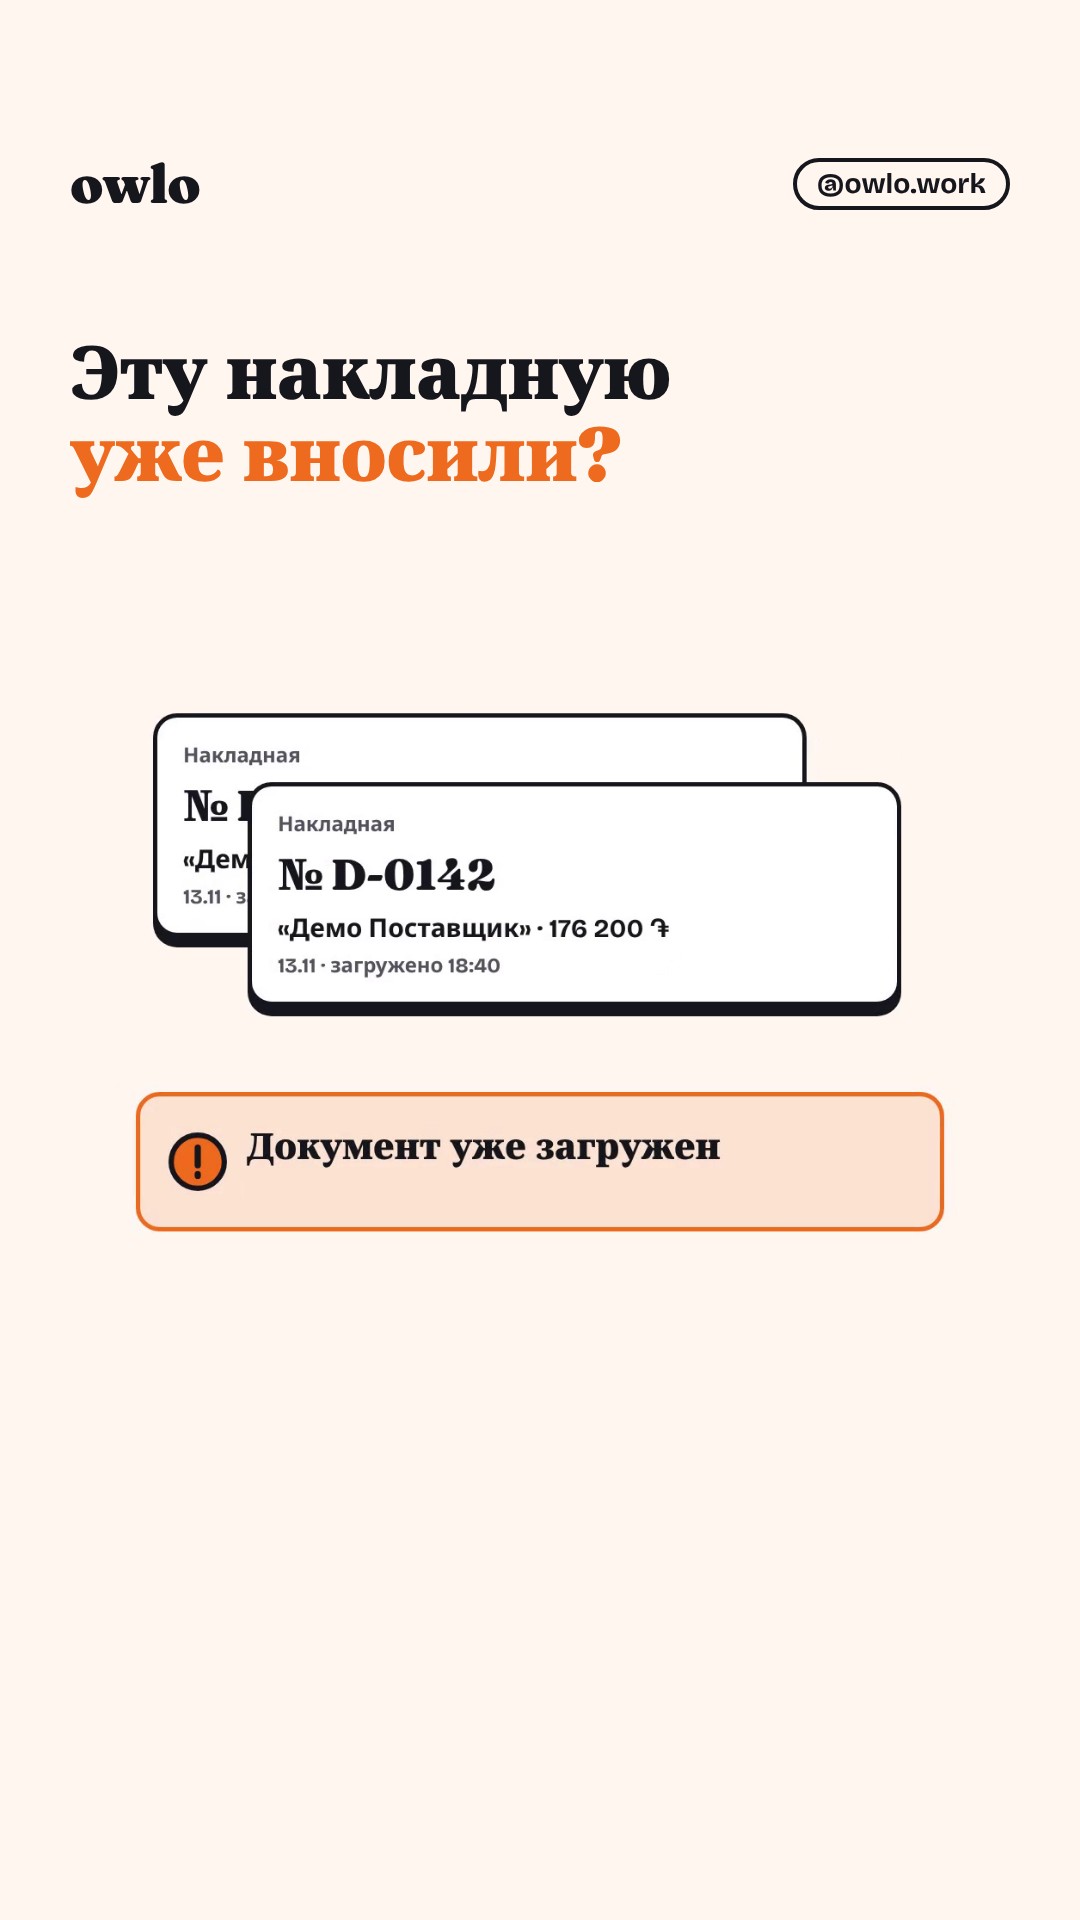 owlo
@owlo.work
Эту накладную
уже вносили?
Накладная
№
«Дем
13.11 · з
Накладная
№ D-0142
«Демо Поставщик» · 176 200 ֏
13.11 · загружено 18:40
Документ уже загружен